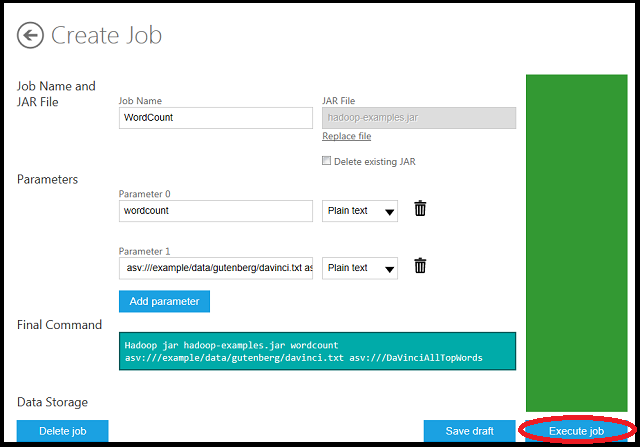 Create Job
Job Name and
JAR File
Job Name
JAR File
WordCount
hadoop-examples.jar
Replace file
Delete existing JAR
Parameters
Parameter 0
wordcount
Plain text
Parameter 1
asv:///example/data/gutenberg/davinci.txt as
Plain text
Add parameter
Final Command
Hadoop jar hadoop-examples.jar wordcount
asv:///example/data/gutenberg/davinci.txt asv:///DaVinciAllTopWords
Data Storage
Delete job
Save draft
Execute job